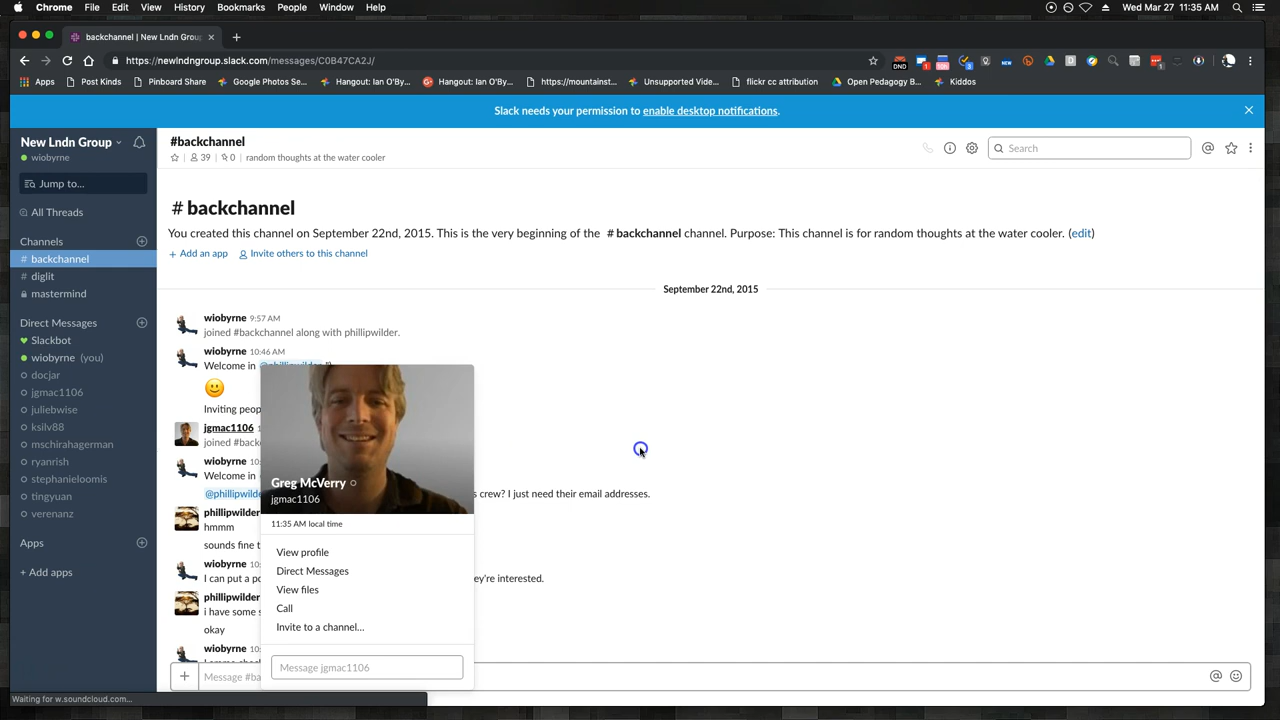 Chrome File Edit View History Bookmarks People Window Help Wed Mar 27 11:35 AM
backchannel | New Lndn Grou
https://newlndngroup.slack.com/messages/C0B47CA2J/
Apps Post Kinds Pinboard Share Google Photos Se... Hangout: Ian O'By... Hangout: Ian O'By... https://mountainst... Unsupported Vide... flickr cc attribution Open Pedagogy B... Kiddos
Slack needs your permission to enable desktop notifications.
New Lndn Group
wiobyrne
Jump to...
All Threads
Channels
# backchannel
# diglit
mastermind
Direct Messages
Slackbot
wiobyrne (you)
docjar
jgmac1106
juliebwise
ksilv88
mschirahagerman
ryanrish
stephanieloomis
tingyuan
verenanz
Apps
+ Add apps
#backchannel
39 | 0 | random thoughts at the water cooler
Search
# backchannel
You created this channel on September 22nd, 2015. This is the very beginning of the # backchannel channel. Purpose: This channel is for random thoughts at the water cooler. (edit)
+ Add an app Invite others to this channel
September 22nd, 2015
wiobyrne 9:57 AM
joined #backchannel along with phillipwilder.
wiobyrne 10:46 AM
Welcome in @phillipwilder
Inviting peop
jgmac1106
joined #back
wiobyrne 10:
Welcome in
@phillipwilde s crew? I just need their email addresses.
phillipwilder
hmmm
sounds fine t
wiobyrne 10:
I can put a po ey're interested.
phillipwilder
i have some s
okay
wiobyrne 10:
Greg McVerry
jgmac1106
11:35 AM local time
View profile
Direct Messages
View files
Call
Invite to a channel...
Message jgmac1106
Message #ba
Waiting for w.soundcloud.com...